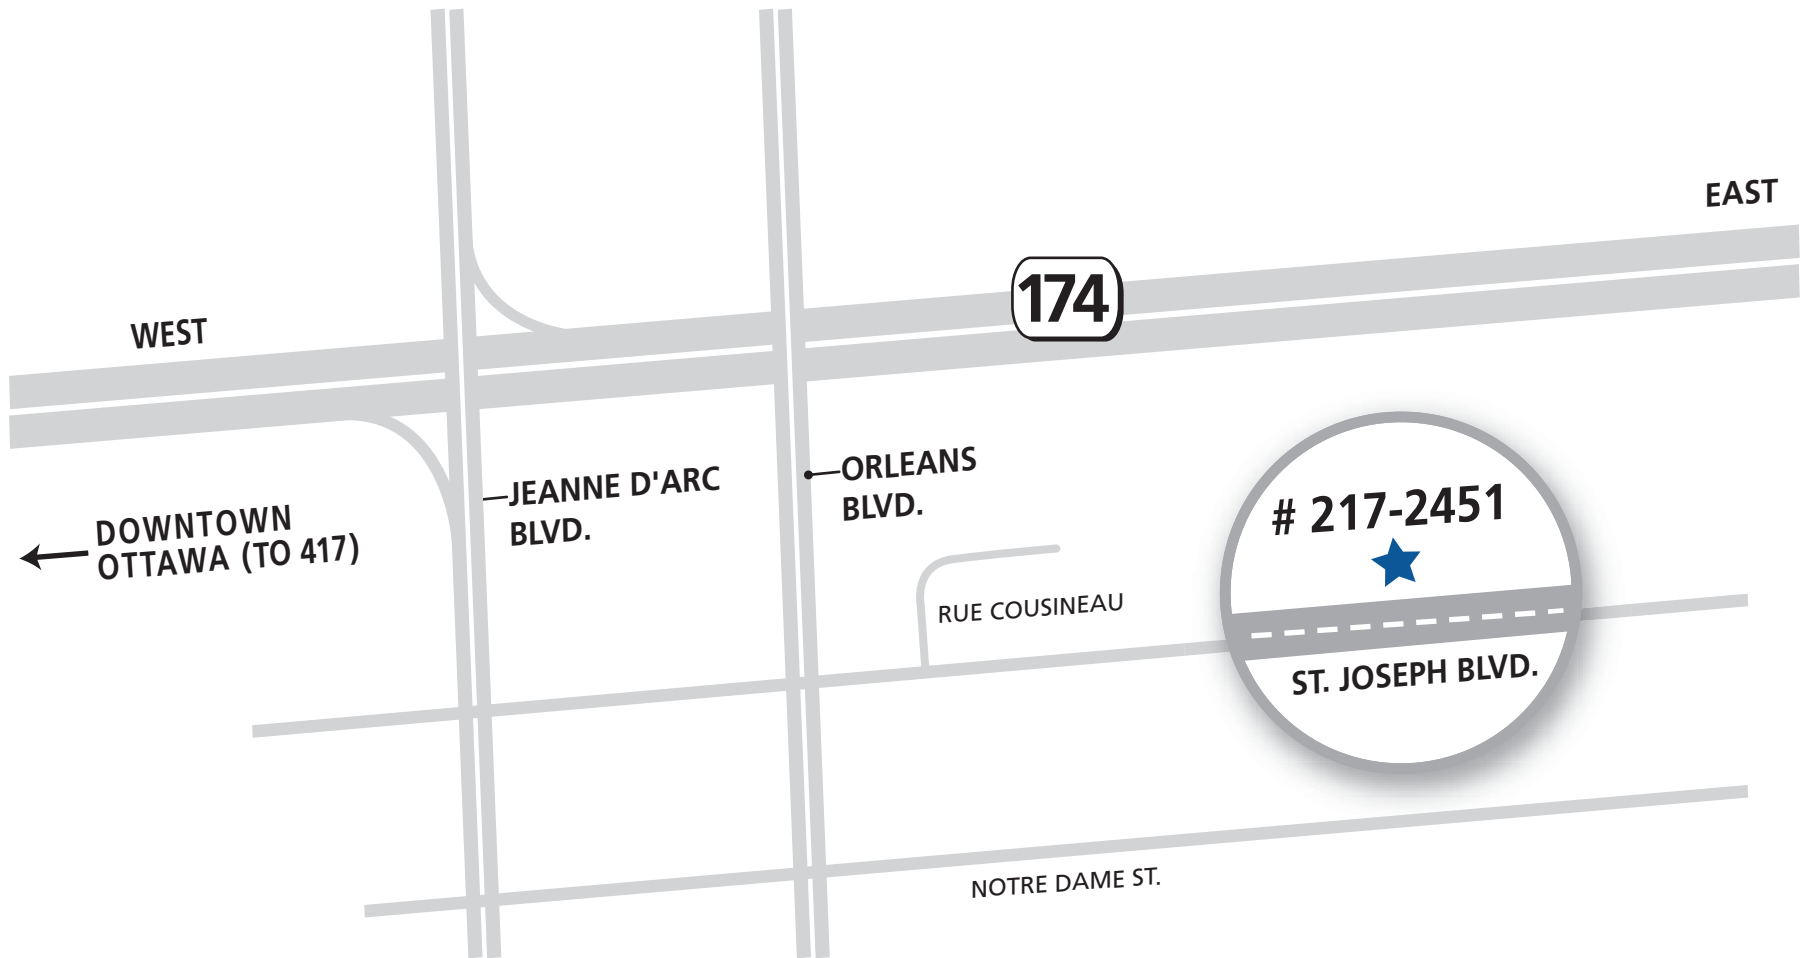 EAST
174
WEST
ORLEANS
BLVD.
JEANNE D'ARC
BLVD.
# 217-2451
DOWNTOWN
OTTAWA (TO 417)
RUE COUSINEAU
ST. JOSEPH BLVD.
NOTRE DAME ST.